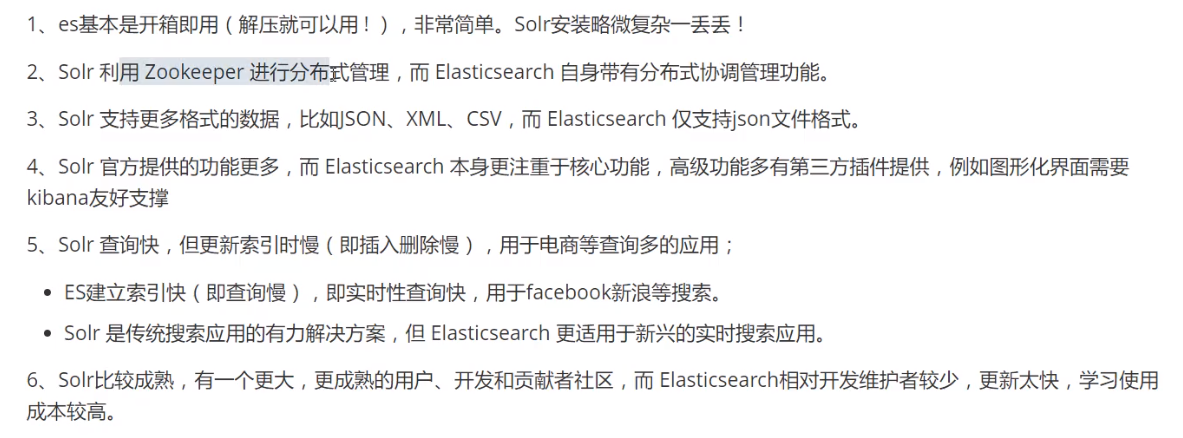 1、es基本是开箱即用（解压就可以用！），非常简单。Solr安装略微复杂一丢丢！
2、Solr 利用 Zookeeper 进行分布式管理，而 Elasticsearch 自身带有分布式协调管理功能。
3、Solr 支持更多格式的数据，比如JSON、XML、CSV，而 Elasticsearch 仅支持json文件格式。
4、Solr 官方提供的功能更多，而 Elasticsearch 本身更注重于核心功能，高级功能多有第三方插件提供，例如图形化界面需要
kibana友好支撑
5、Solr 查询快，但更新索引时慢（即插入删除慢），用于电商等查询多的应用；
• ES建立索引快（即查询慢），即实时性查询快，用于facebook新浪等搜索。
• Solr 是传统搜索应用的有力解决方案，但 Elasticsearch 更适用于新兴的实时搜索应用。
6、Solr比较成熟，有一个更大，更成熟的用户、开发和贡献者社区，而 Elasticsearch相对开发维护者较少，更新太快，学习使用
成本较高。